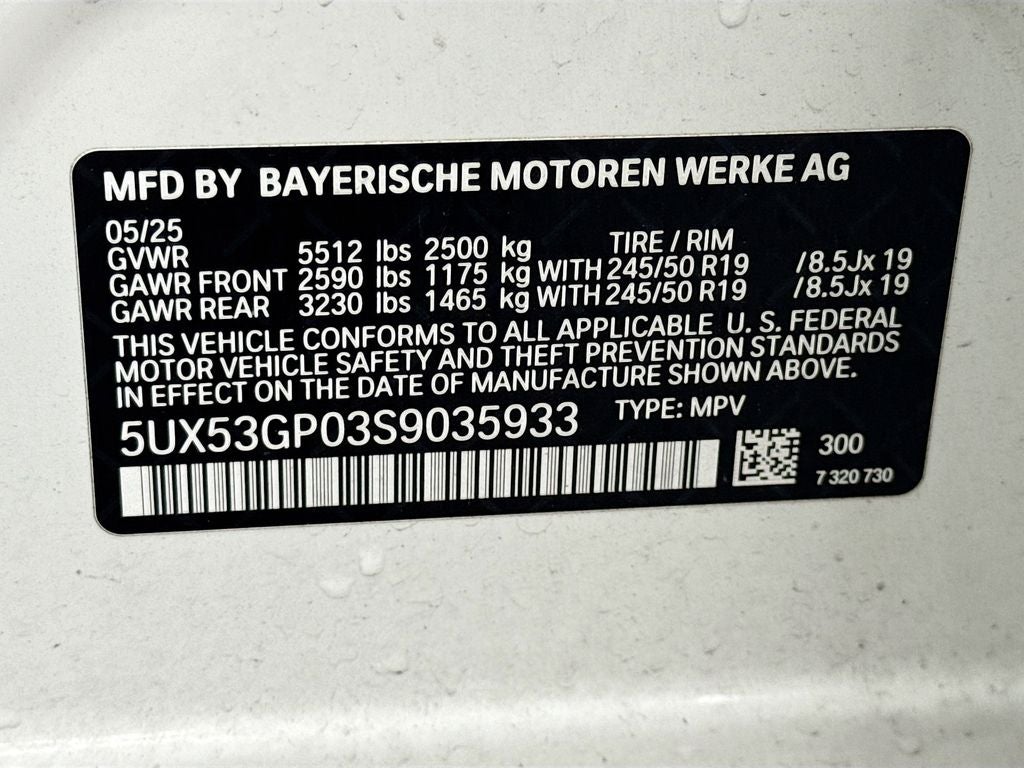 MFD BY BAYERISCHE MOTOREN WERKE AG
05/25
GVWR 5512 lbs 2500 kg TIRE / RIM
GAWR FRONT 2590 lbs 1175 kg WITH 245/50 R19 /8.5Jx 19
GAWR REAR 3230 lbs 1465 kg WITH 245/50 R19 /8.5Jx 19
THIS VEHICLE CONFORMS TO ALL APPLICABLE U. S. FEDERAL
MOTOR VEHICLE SAFETY AND THEFT PREVENTION STANDARDS
IN EFFECT ON THE DATE OF MANUFACTURE SHOWN ABOVE.
5UX53GP03S9035933 TYPE: MPV
300
7 320 730